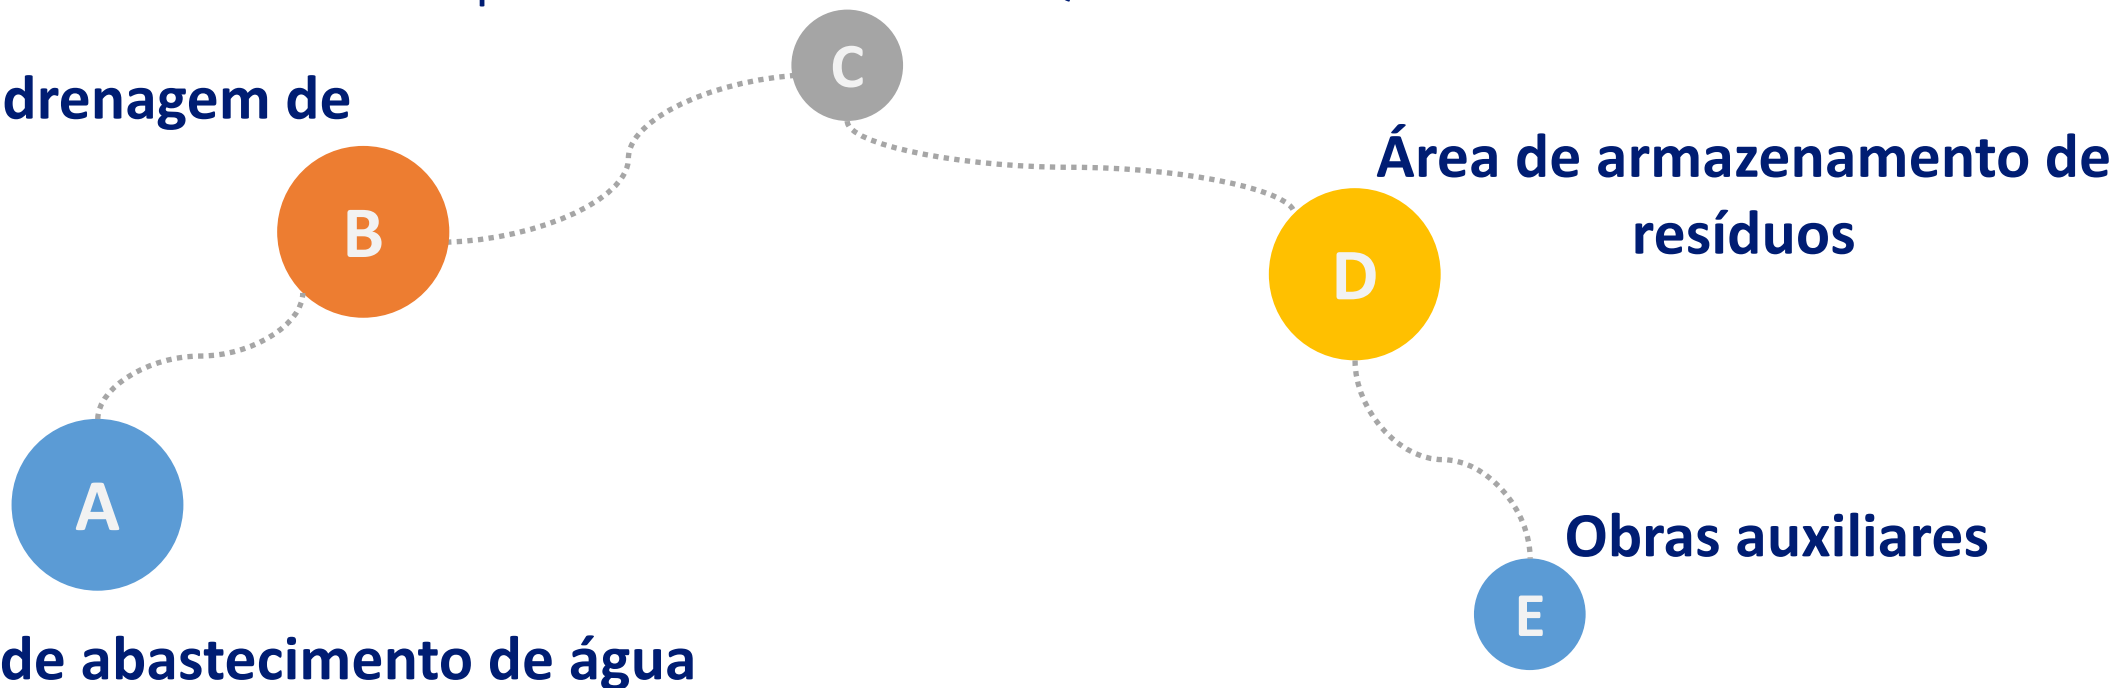 C
drenagem de
Área de armazenamento de
resíduos
B
D
A
Obras auxiliares
E
de abastecimento de água